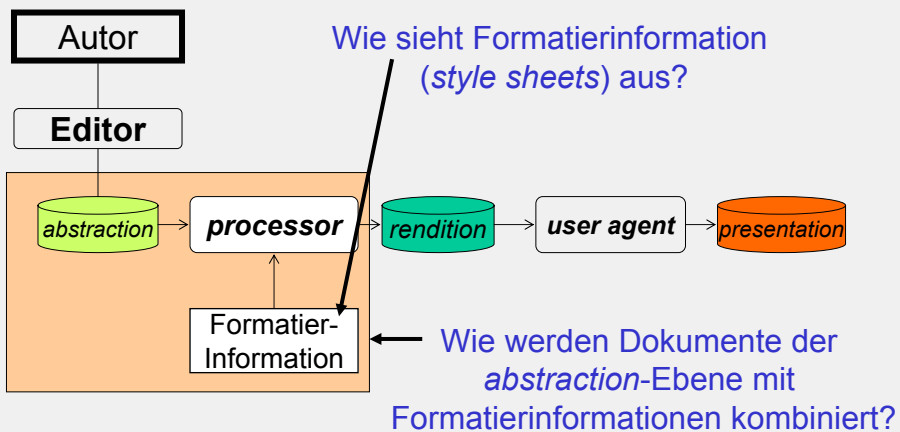 Autor
Wie sieht Formatierinformation
(style sheets) aus?
Editor
abstraction
processor
rendition
user agent
presentation
Formatier-
Information
Wie werden Dokumente der
abstraction-Ebene mit
Formatierinformationen kombiniert?